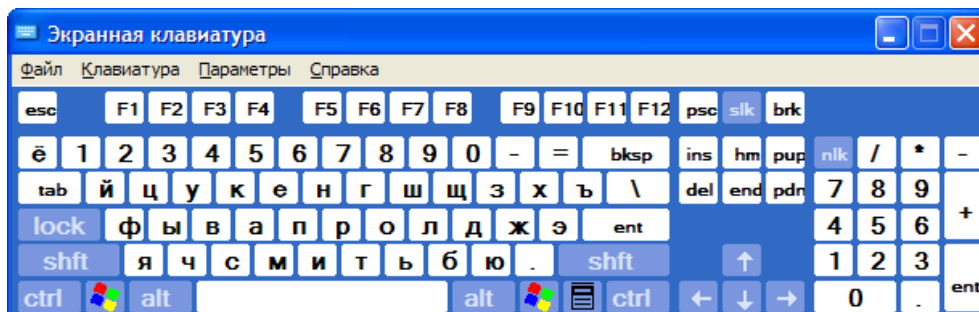 Экранная клавиатура
Файл Клавиатура Параметры Справка
esc F1 F2 F3 F4 F5 F6 F7 F8 F9 F10 F11 F12 psc slk brk
ё 1 2 3 4 5 6 7 8 9 0 - = bksp ins hm pup nlk / * -
tab й ц у к е н г ш щ з х ъ \ del end pdn 7 8 9 +
lock ф ы в а п р о л д ж э ent 4 5 6
shft я ч с м и т ь б ю . shft ↑ 1 2 3 ent
ctrl alt alt ctrl ← ↓ → 0 .